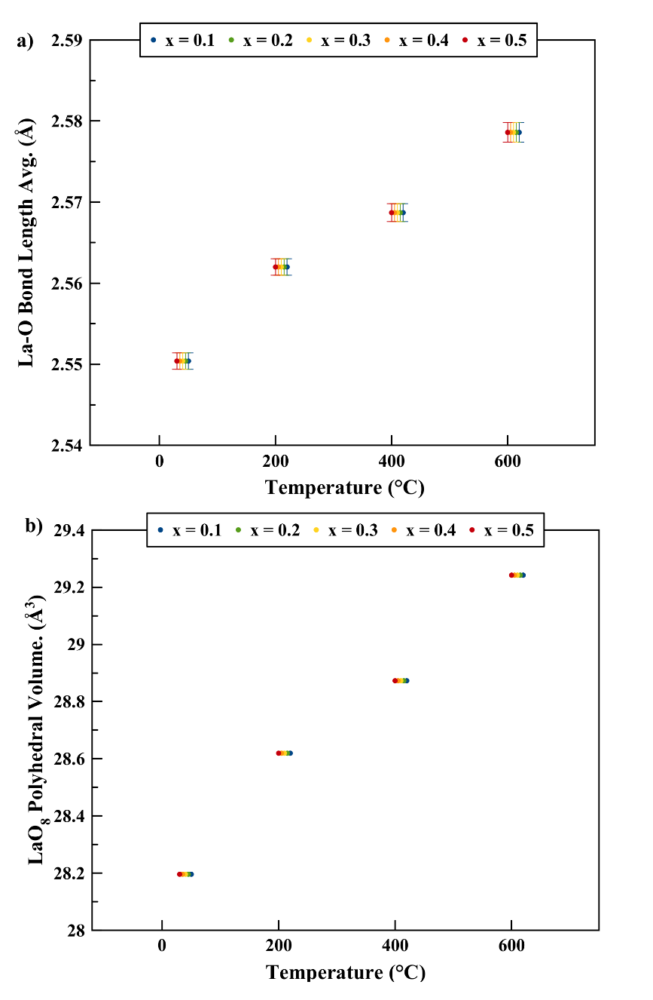 a)
x = 0.1 x = 0.2 x = 0.3 x = 0.4 x = 0.5
2.59
2.58
2.57
2.56
2.55
2.54
La-O Bond Length Avg. (Å)
0 200 400 600
Temperature (°C)
b)
x = 0.1 x = 0.2 x = 0.3 x = 0.4 x = 0.5
29.4
29.2
29
28.8
28.6
28.4
28.2
28
LaO₈ Polyhedral Volume. (Å³)
0 200 400 600
Temperature (°C)